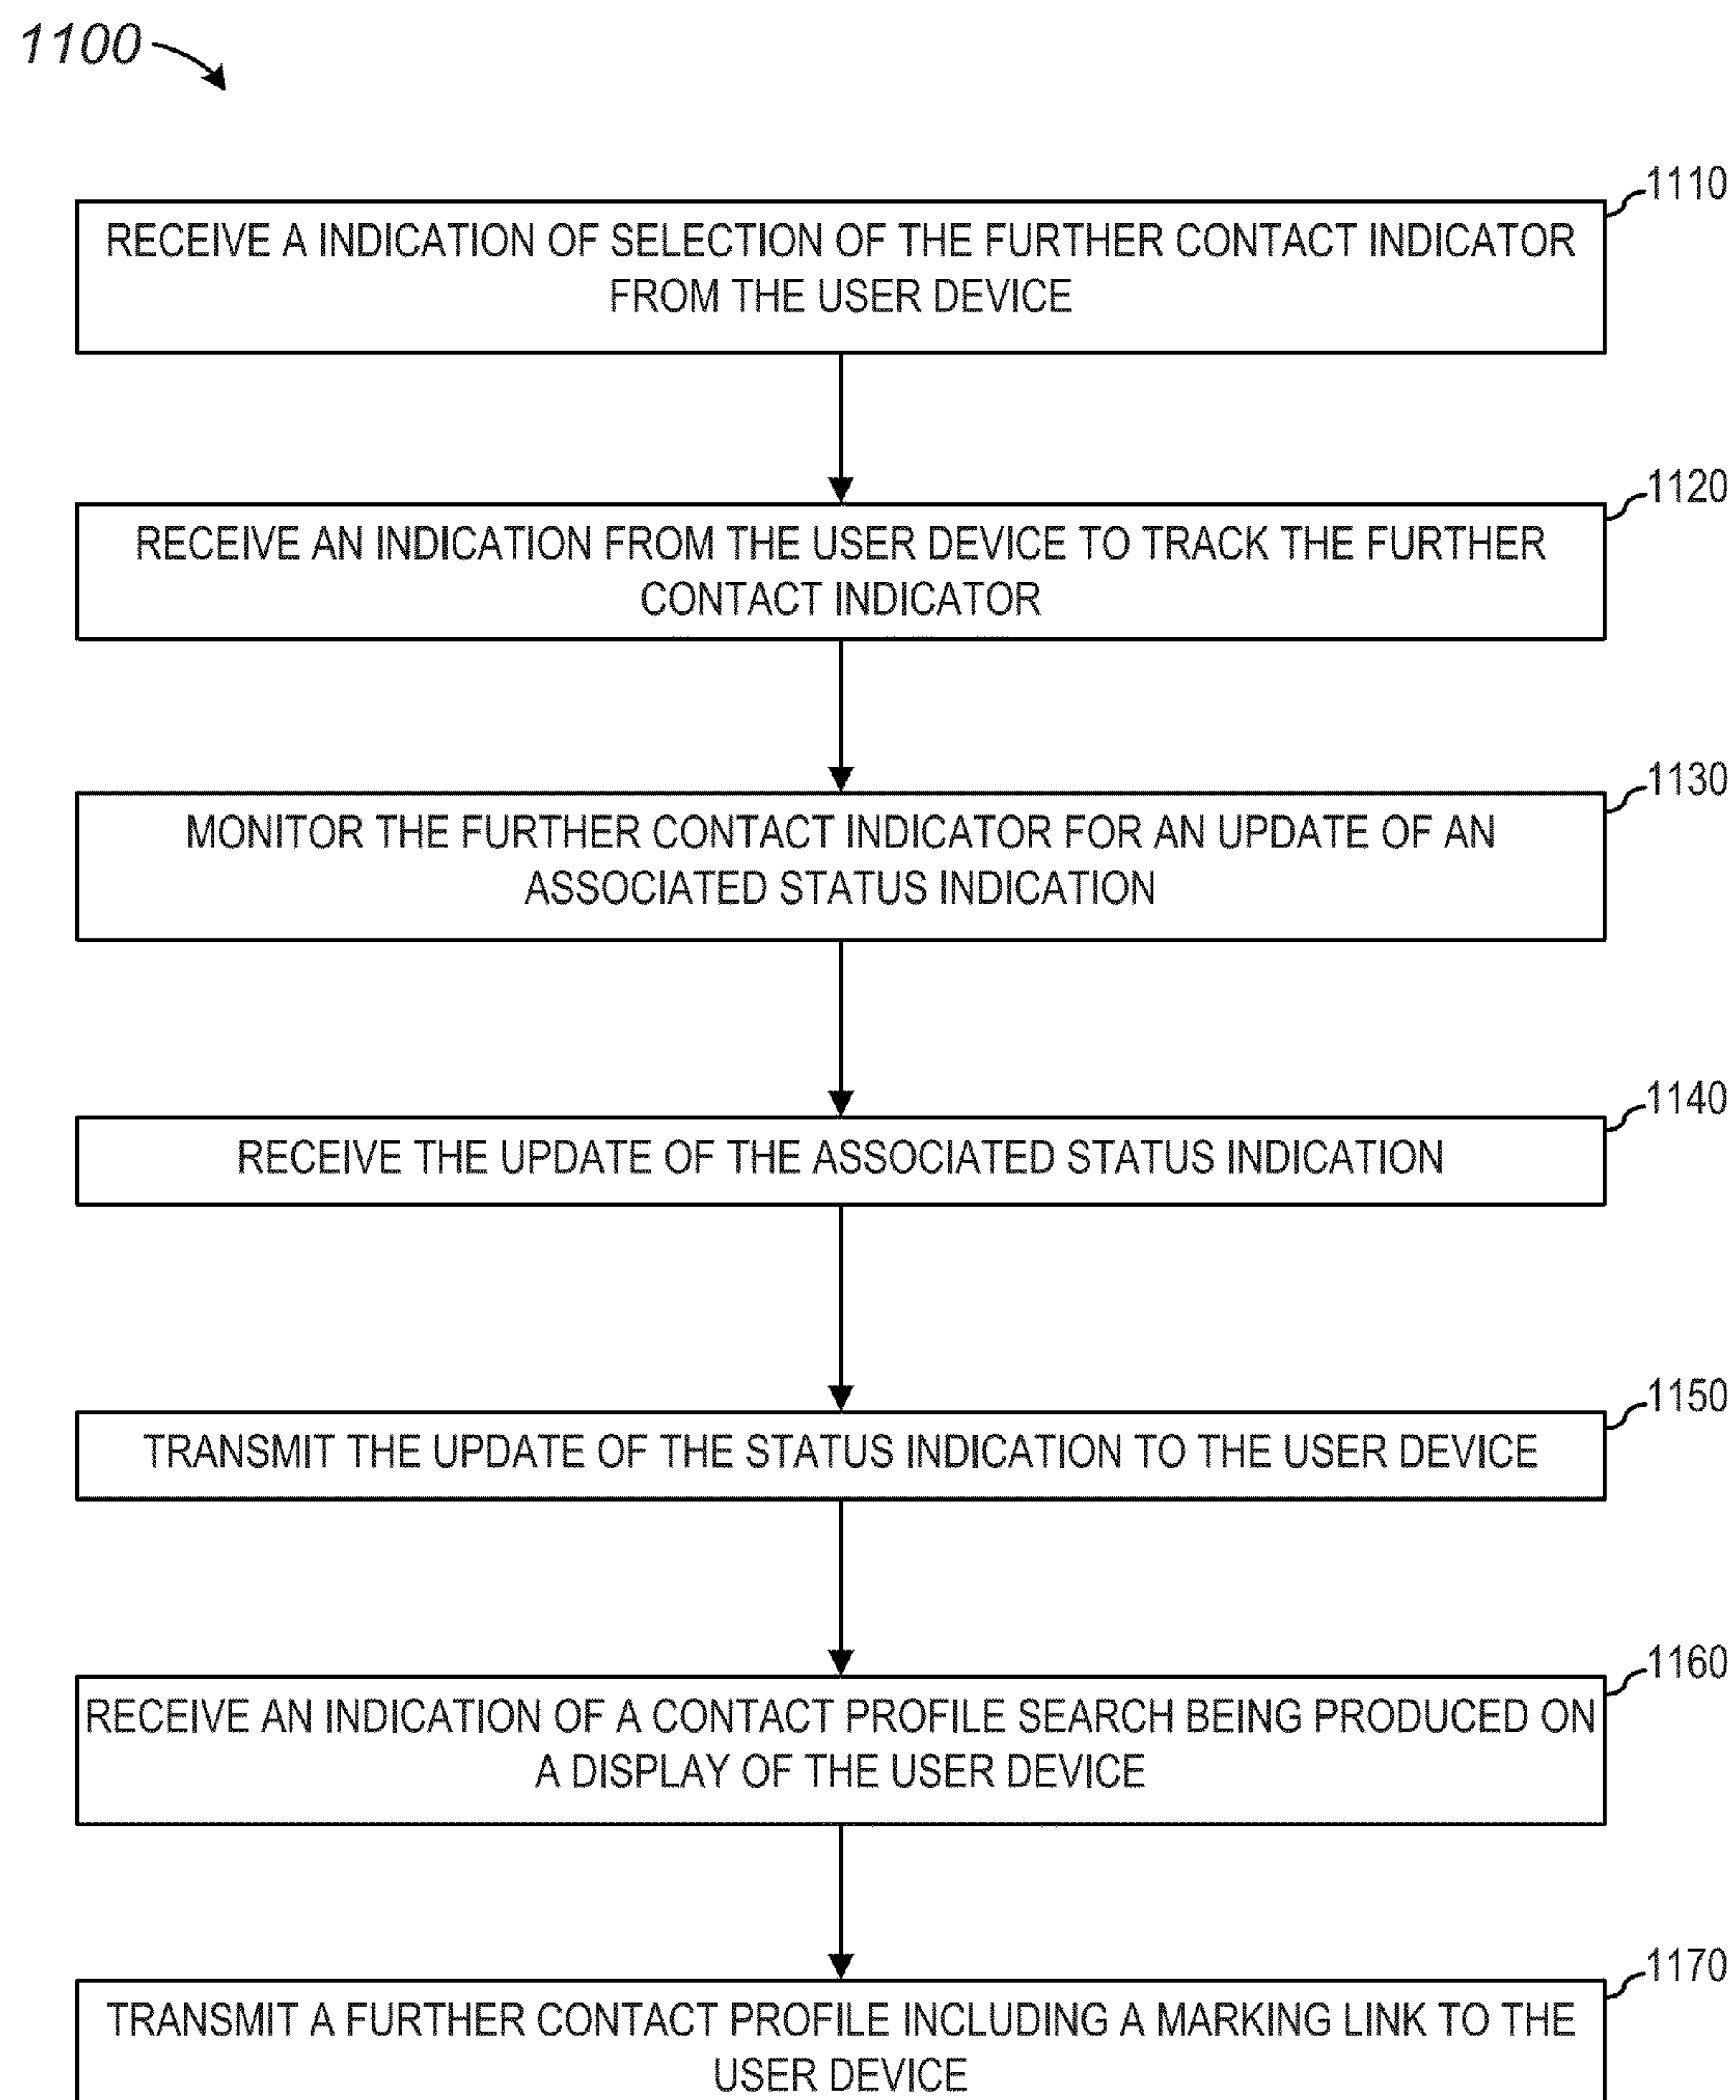 1100
1110
RECEIVE A INDICATION OF SELECTION OF THE FURTHER CONTACT INDICATOR
FROM THE USER DEVICE
1120
RECEIVE AN INDICATION FROM THE USER DEVICE TO TRACK THE FURTHER
CONTACT INDICATOR
1130
MONITOR THE FURTHER CONTACT INDICATOR FOR AN UPDATE OF AN
ASSOCIATED STATUS INDICATION
1140
RECEIVE THE UPDATE OF THE ASSOCIATED STATUS INDICATION
1150
TRANSMIT THE UPDATE OF THE STATUS INDICATION TO THE USER DEVICE
1160
RECEIVE AN INDICATION OF A CONTACT PROFILE SEARCH BEING PRODUCED ON
A DISPLAY OF THE USER DEVICE
1170
TRANSMIT A FURTHER CONTACT PROFILE INCLUDING A MARKING LINK TO THE
USER DEVICE